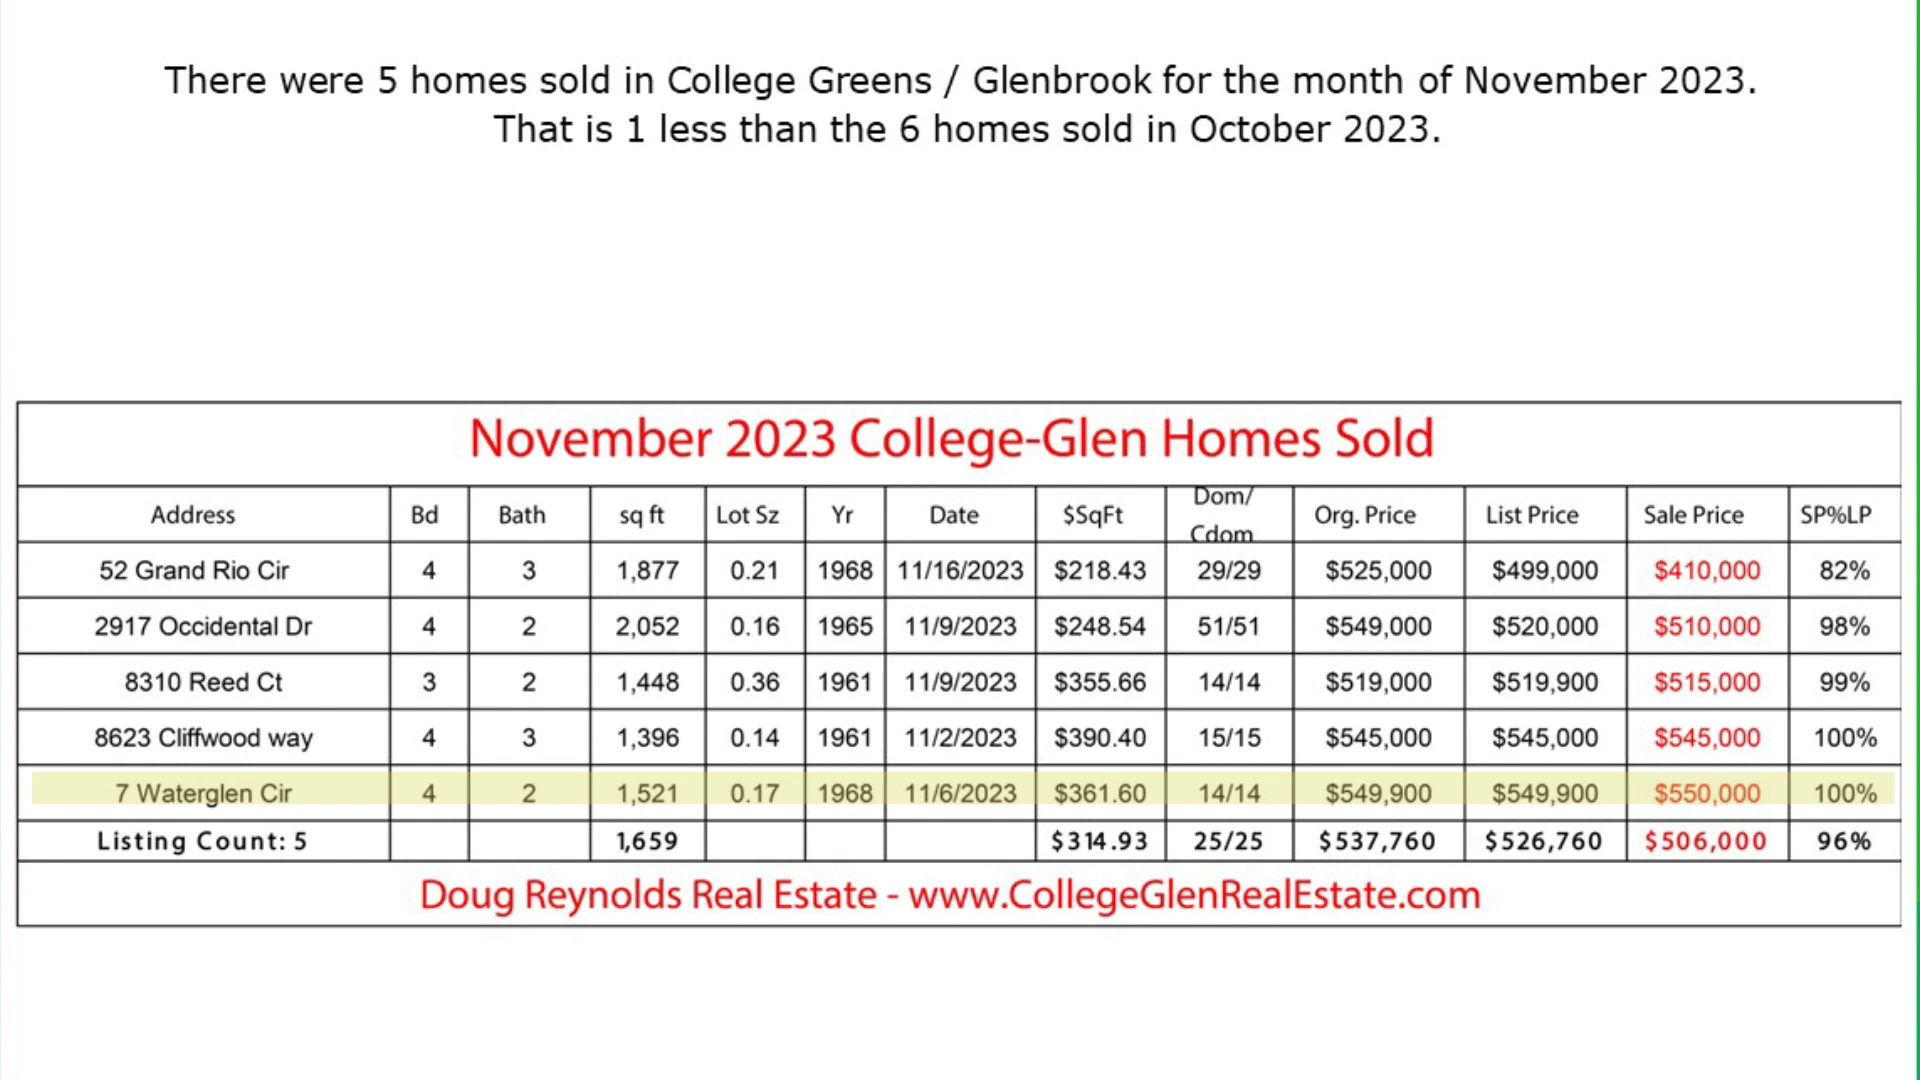 There were 5 homes sold in College Greens / Glenbrook for the month of November 2023.
That is 1 less than the 6 homes sold in October 2023.
November 2023 College-Glen Homes Sold
Address Bd Bath sq ft Lot Sz Yr Date $SqFt Dom/ Cdom Org. Price List Price Sale Price SP%LP
52 Grand Rio Cir 4 3 1,877 0.21 1968 11/16/2023 $218.43 29/29 $525,000 $499,000 $410,000 82%
2917 Occidental Dr 4 2 2,052 0.16 1965 11/9/2023 $248.54 51/51 $549,000 $520,000 $510,000 98%
8310 Reed Ct 3 2 1,448 0.36 1961 11/9/2023 $355.66 14/14 $519,000 $519,900 $515,000 99%
8623 Cliffwood way 4 3 1,396 0.14 1961 11/2/2023 $390.40 15/15 $545,000 $545,000 $545,000 100%
7 Waterglen Cir 4 2 1,521 0.17 1968 11/6/2023 $361.60 14/14 $549,900 $549,900 $550,000 100%
Listing Count: 5 1,659 $314.93 25/25 $537,760 $526,760 $506,000 96%
Doug Reynolds Real Estate - www.CollegeGlenRealEstate.com